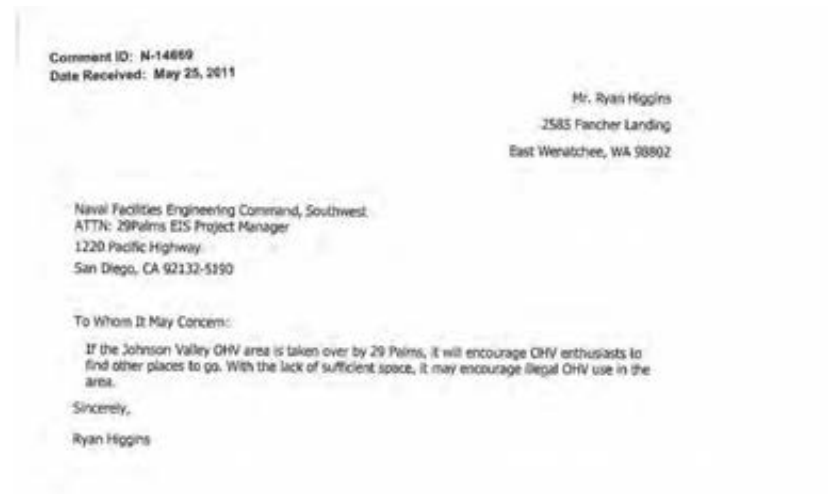 Comment ID: N-14669
Date Received: May 25, 2011
Mr. Ryan Higgins
2585 Fancher Landing
East Wenatchee, WA 98802
Naval Facilities Engineering Command, Southwest
ATTN: 29Palms EIS Project Manager
1220 Pacific Highway
San Diego, CA 92132-5190
To Whom It May Concern:
If the Johnson Valley OHV area is taken over by 29 Palms, it will encourage OHV enthusiasts to
find other places to go. With the lack of sufficient space, it may encourage illegal OHV use in the
area.
Sincerely,
Ryan Higgins